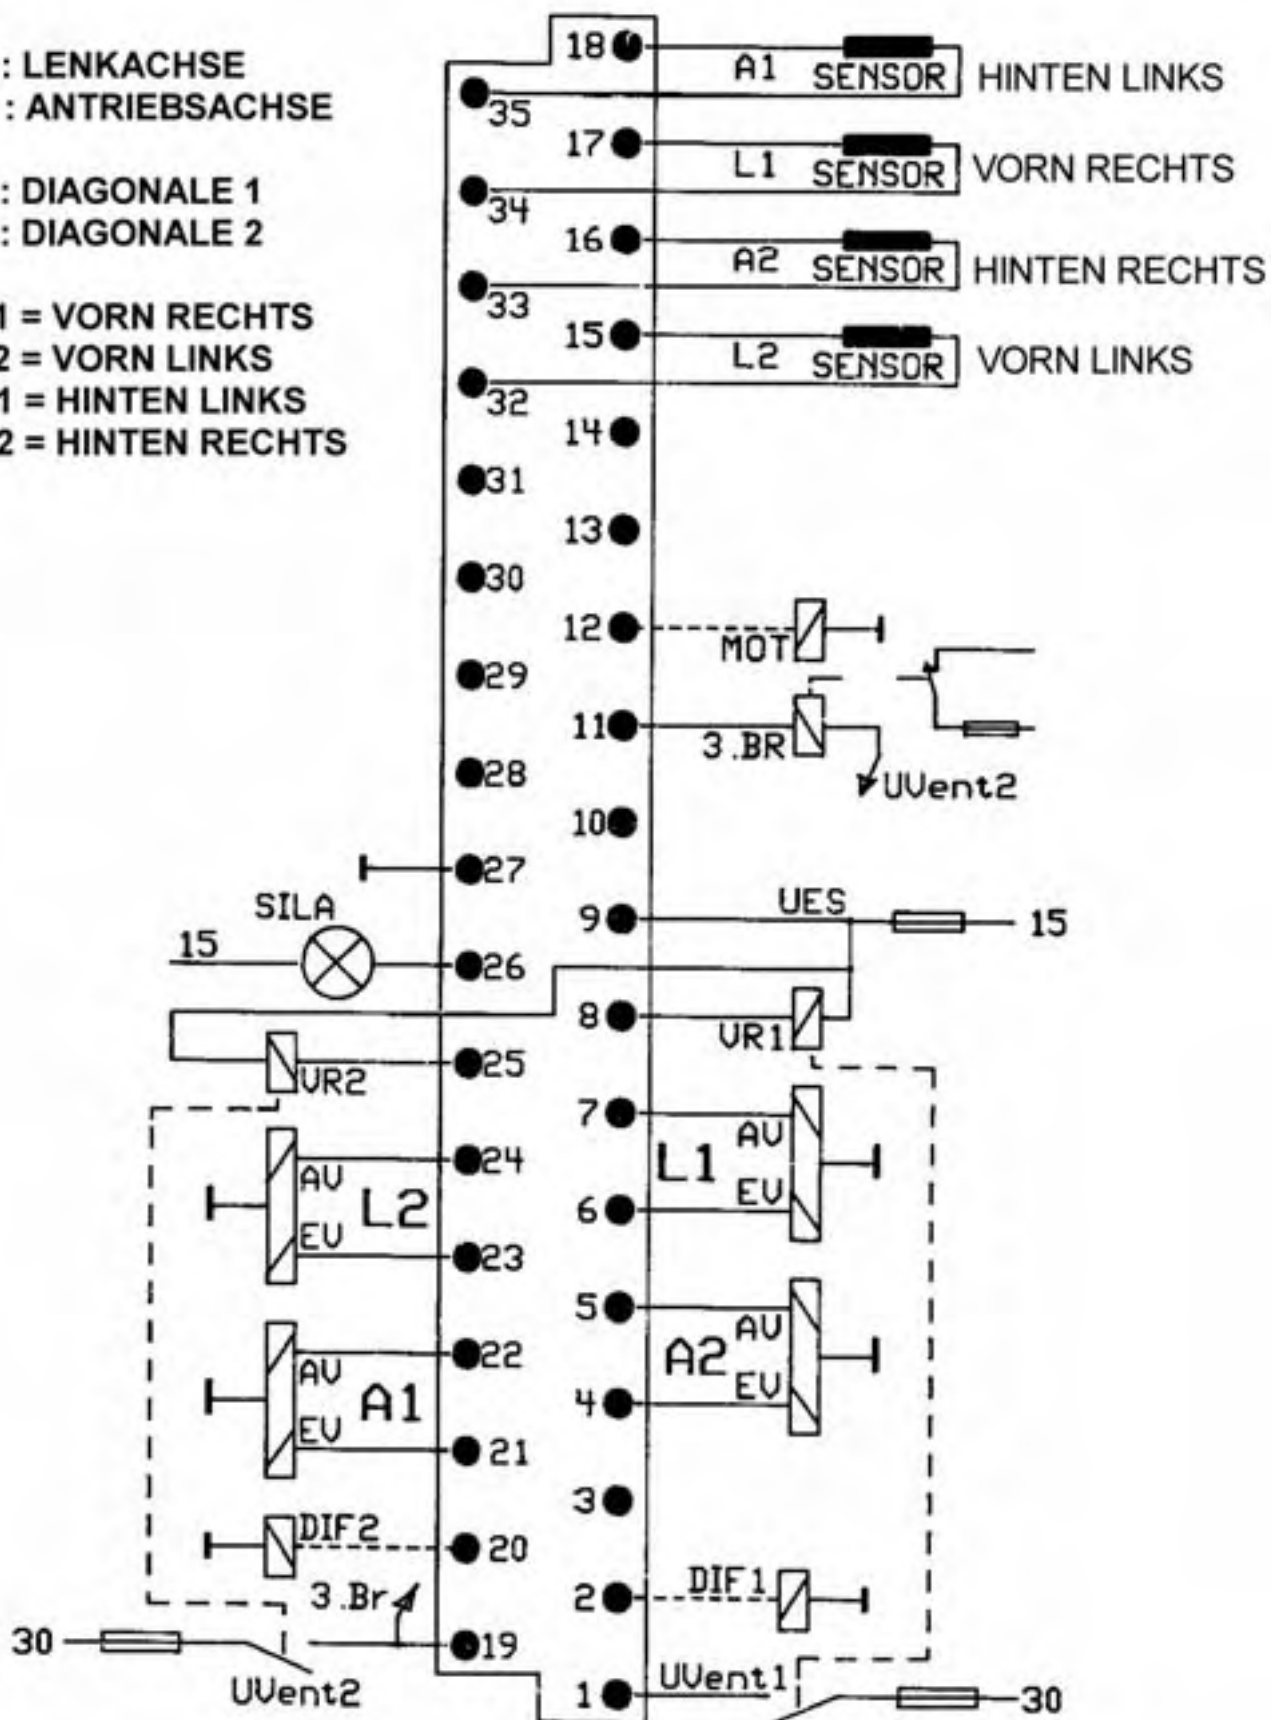 : LENKACHSE
: ANTRIEBSACHSE
: DIAGONALE 1
: DIAGONALE 2
1 = VORN RECHTS
2 = VORN LINKS
1 = HINTEN LINKS
2 = HINTEN RECHTS
18 A1 SENSOR HINTEN LINKS
35
17 L1 SENSOR VORN RECHTS
34
16 A2 SENSOR HINTEN RECHTS
33
15 L2 SENSOR VORN LINKS
32
14
31
13
30
12 MOT
29
11 3.BR
UVent2
28
10
27
9 UES 15
SILA
15 26
8 VR1
VR2 25
7 AV
L1
6 EV
24 AV
L2
23 EV
5 AV
A2
4 EV
22 AV
A1
21 EV
3
DIF2 20
2 DIF1
3.Br
30 19
UVent2
1 UVent1 30